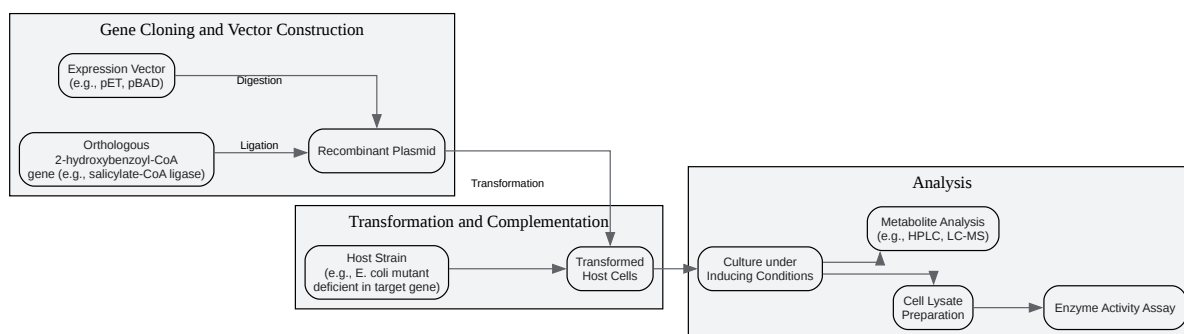 Gene Cloning and Vector Construction
Expression Vector
(e.g., pET, pBAD)
Digestion
Orthologous
2-hydroxybenzoyl-CoA
gene (e.g., salicylate-CoA ligase)
Ligation
Recombinant Plasmid
Transformation
Transformation and Complementation
Host Strain
(e.g., E. coli mutant
deficient in target gene)
Transformed
Host Cells
Analysis
Culture under
Inducing Conditions
Metabolite Analysis
(e.g., HPLC, LC-MS)
Cell Lysate
Preparation
Enzyme Activity Assay